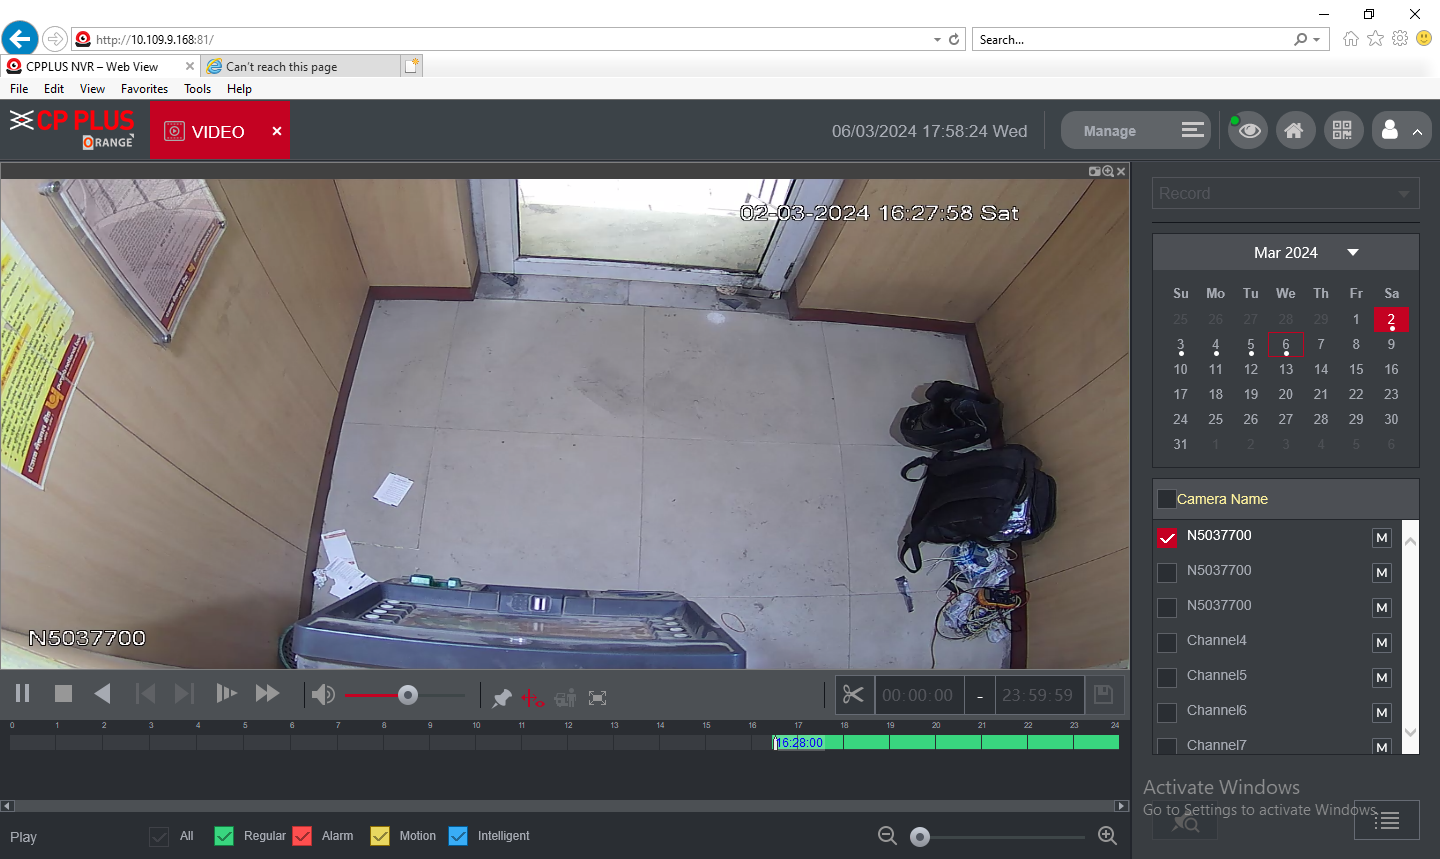 http://10.109.9.168:81/
Search...
CPPLUS NVR – Web View
Can't reach this page
File Edit View Favorites Tools Help
CP PLUS
ORANGE
VIDEO
06/03/2024 17:58:24 Wed
Manage
02-03-2024 16:27:58 Sat
N5037700
Record
Mar 2024
Su Mo Tu We Th Fr Sa
25 26 27 28 29 1 2
3 4 5 6 7 8 9
10 11 12 13 14 15 16
17 18 19 20 21 22 23
24 25 26 27 28 29 30
31 1 2 3 4 5 6
Camera Name
N5037700 M
N5037700 M
N5037700 M
Channel4 M
Channel5 M
Channel6 M
Channel7 M
00:00:00 - 23:59:59
0 1 2 3 4 5 6 7 8 9 10 11 12 13 14 15 16 17 18 19 20 21 22 23 24
16:28:00
Activate Windows
Go to Settings to activate Windows.
Play
All Regular Alarm Motion Intelligent